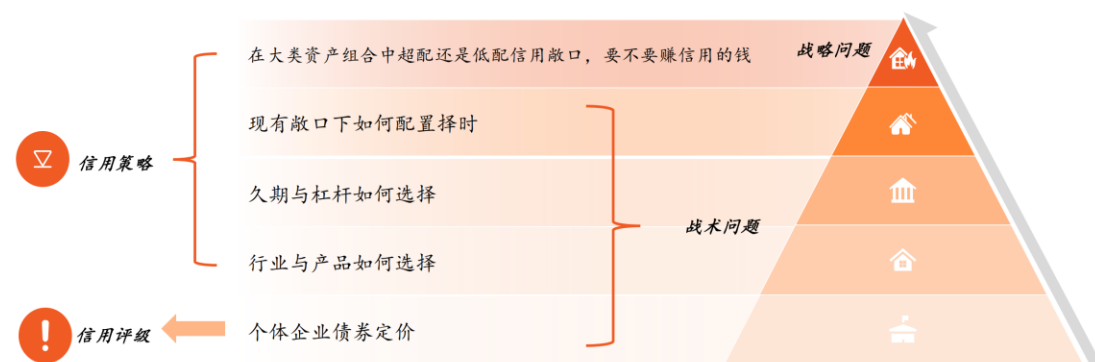 在大类资产组合中超配还是低配信用敞口，要不要赚信用的钱
战略问题
现有敞口下如何配置择时
信用策略
久期与杠杆如何选择
战术问题
行业与产品如何选择
信用评级
个体企业债券定价